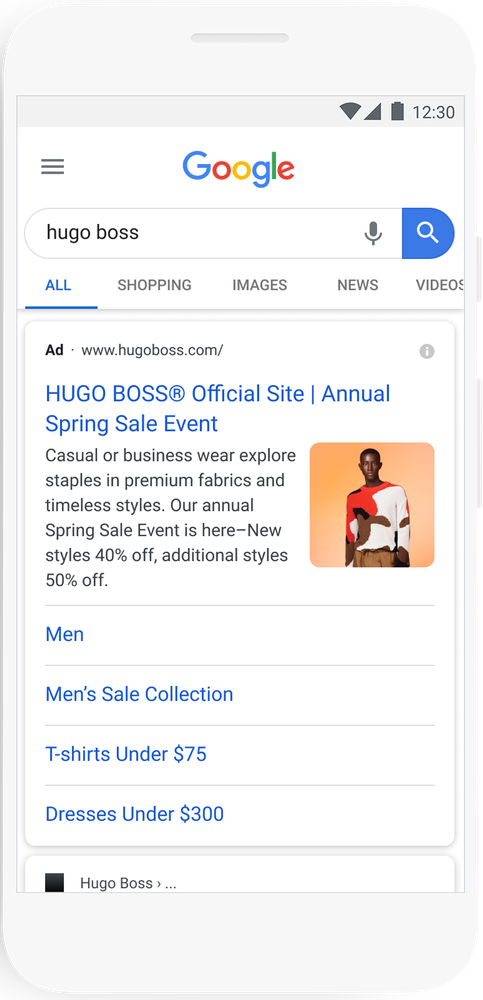 12:30
Google
hugo boss
ALL SHOPPING IMAGES NEWS VIDEOS
Ad · www.hugoboss.com/
HUGO BOSS® Official Site | Annual
Spring Sale Event
Casual or business wear explore
staples in premium fabrics and
timeless styles. Our annual
Spring Sale Event is here–New
styles 40% off, additional styles
50% off.
Men
Men’s Sale Collection
T-shirts Under $75
Dresses Under $300
Hugo Boss › ...